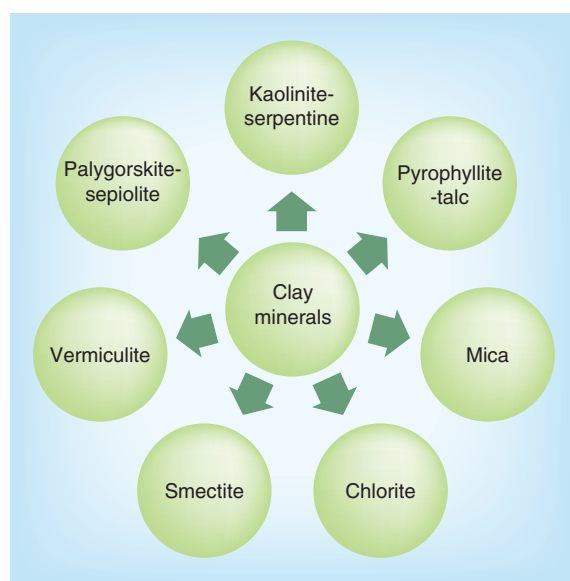 Kaolinite-
serpentine
Palygorskite-
sepiolite
Pyrophyllite
-talc
Clay
minerals
Vermiculite
Mica
Smectite
Chlorite